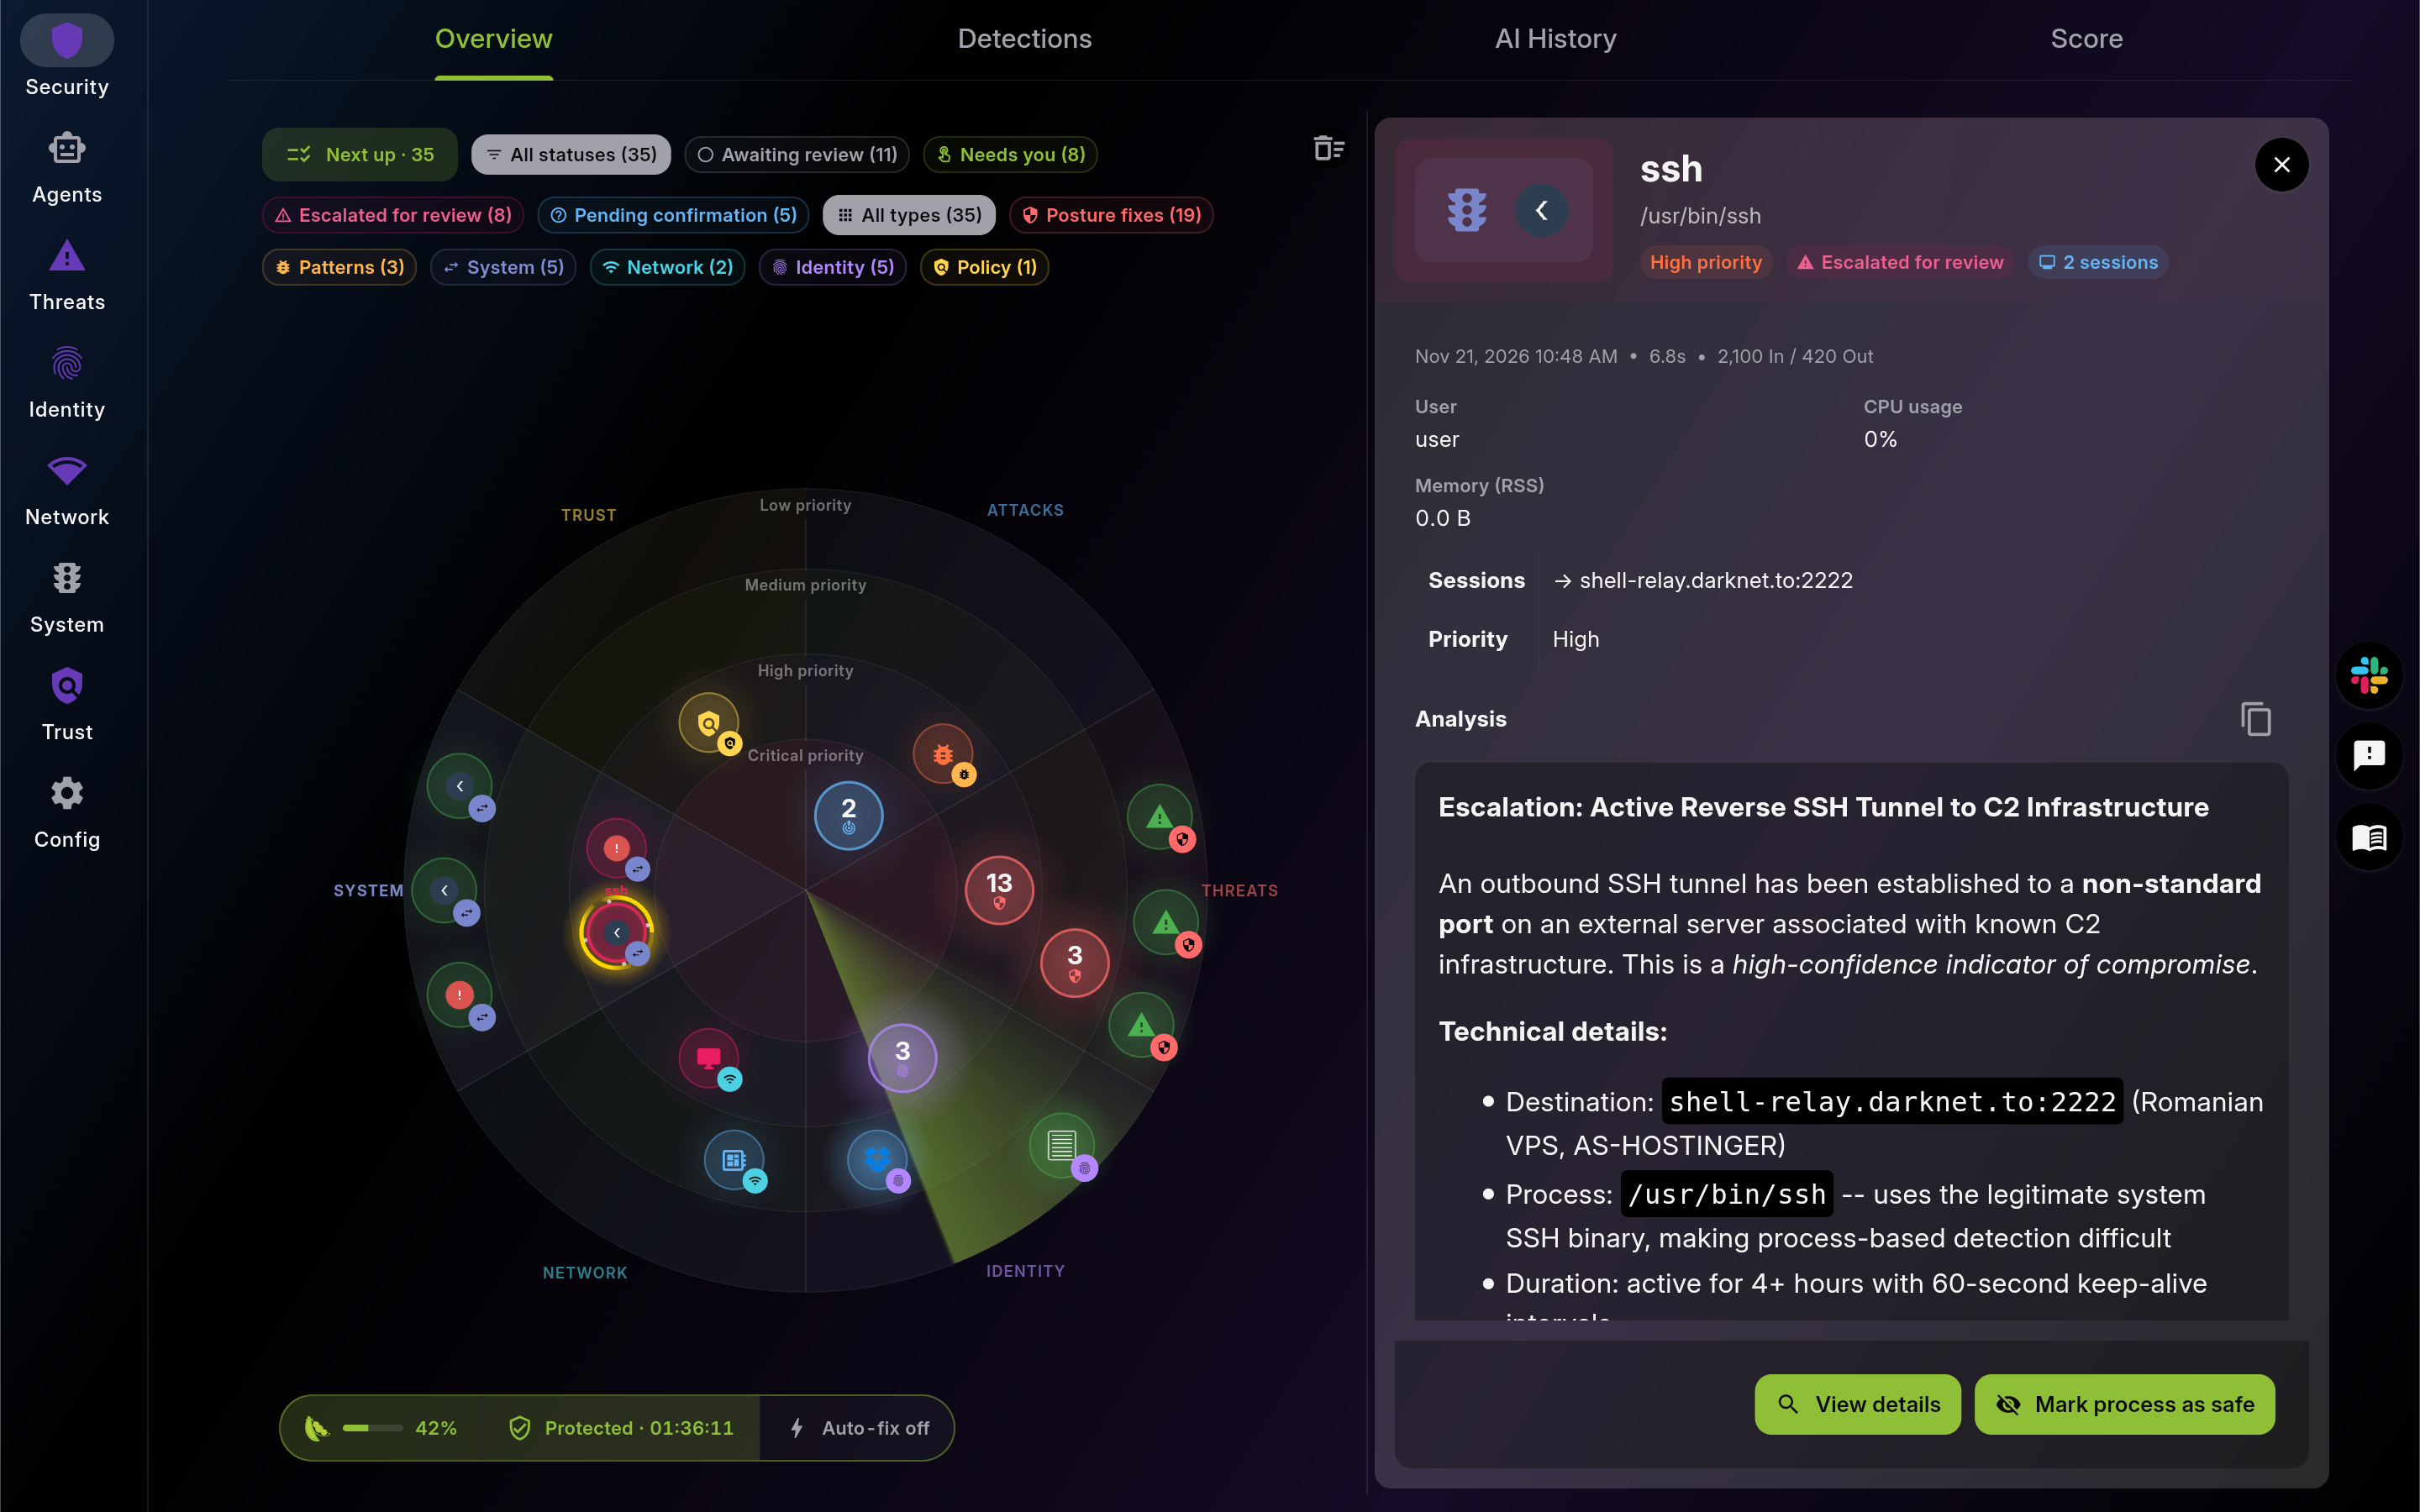 Security
Agents
Threats
Identity
Network
System
Trust
Config
Overview
Detections
AI History
Score
Next up · 35
All statuses (35)
Awaiting review (11)
Needs you (8)
Escalated for review (8)
Pending confirmation (5)
All types (35)
Posture fixes (19)
Patterns (3)
System (5)
Network (2)
Identity (5)
Policy (1)
TRUST
Low priority
ATTACKS
Medium priority
High priority
Critical priority
2
13
SYSTEM
ssh
THREATS
3
3
NETWORK
IDENTITY
42%
Protected · 01:36:11
Auto-fix off
ssh
/usr/bin/ssh
High priority
Escalated for review
2 sessions
Nov 21, 2026 10:48 AM • 6.8s • 2,100 In / 420 Out
User
user
CPU usage
0%
Memory (RSS)
0.0 B
Sessions → shell-relay.darknet.to:2222
Priority High
Analysis
Escalation: Active Reverse SSH Tunnel to C2 Infrastructure
An outbound SSH tunnel has been established to a non-standard
port on an external server associated with known C2
infrastructure. This is a high-confidence indicator of compromise.
Technical details:
• Destination: shell-relay.darknet.to:2222 (Romanian
VPS, AS-HOSTINGER)
• Process: /usr/bin/ssh -- uses the legitimate system
SSH binary, making process-based detection difficult
• Duration: active for 4+ hours with 60-second keep-alive
intervals
View details
Mark process as safe